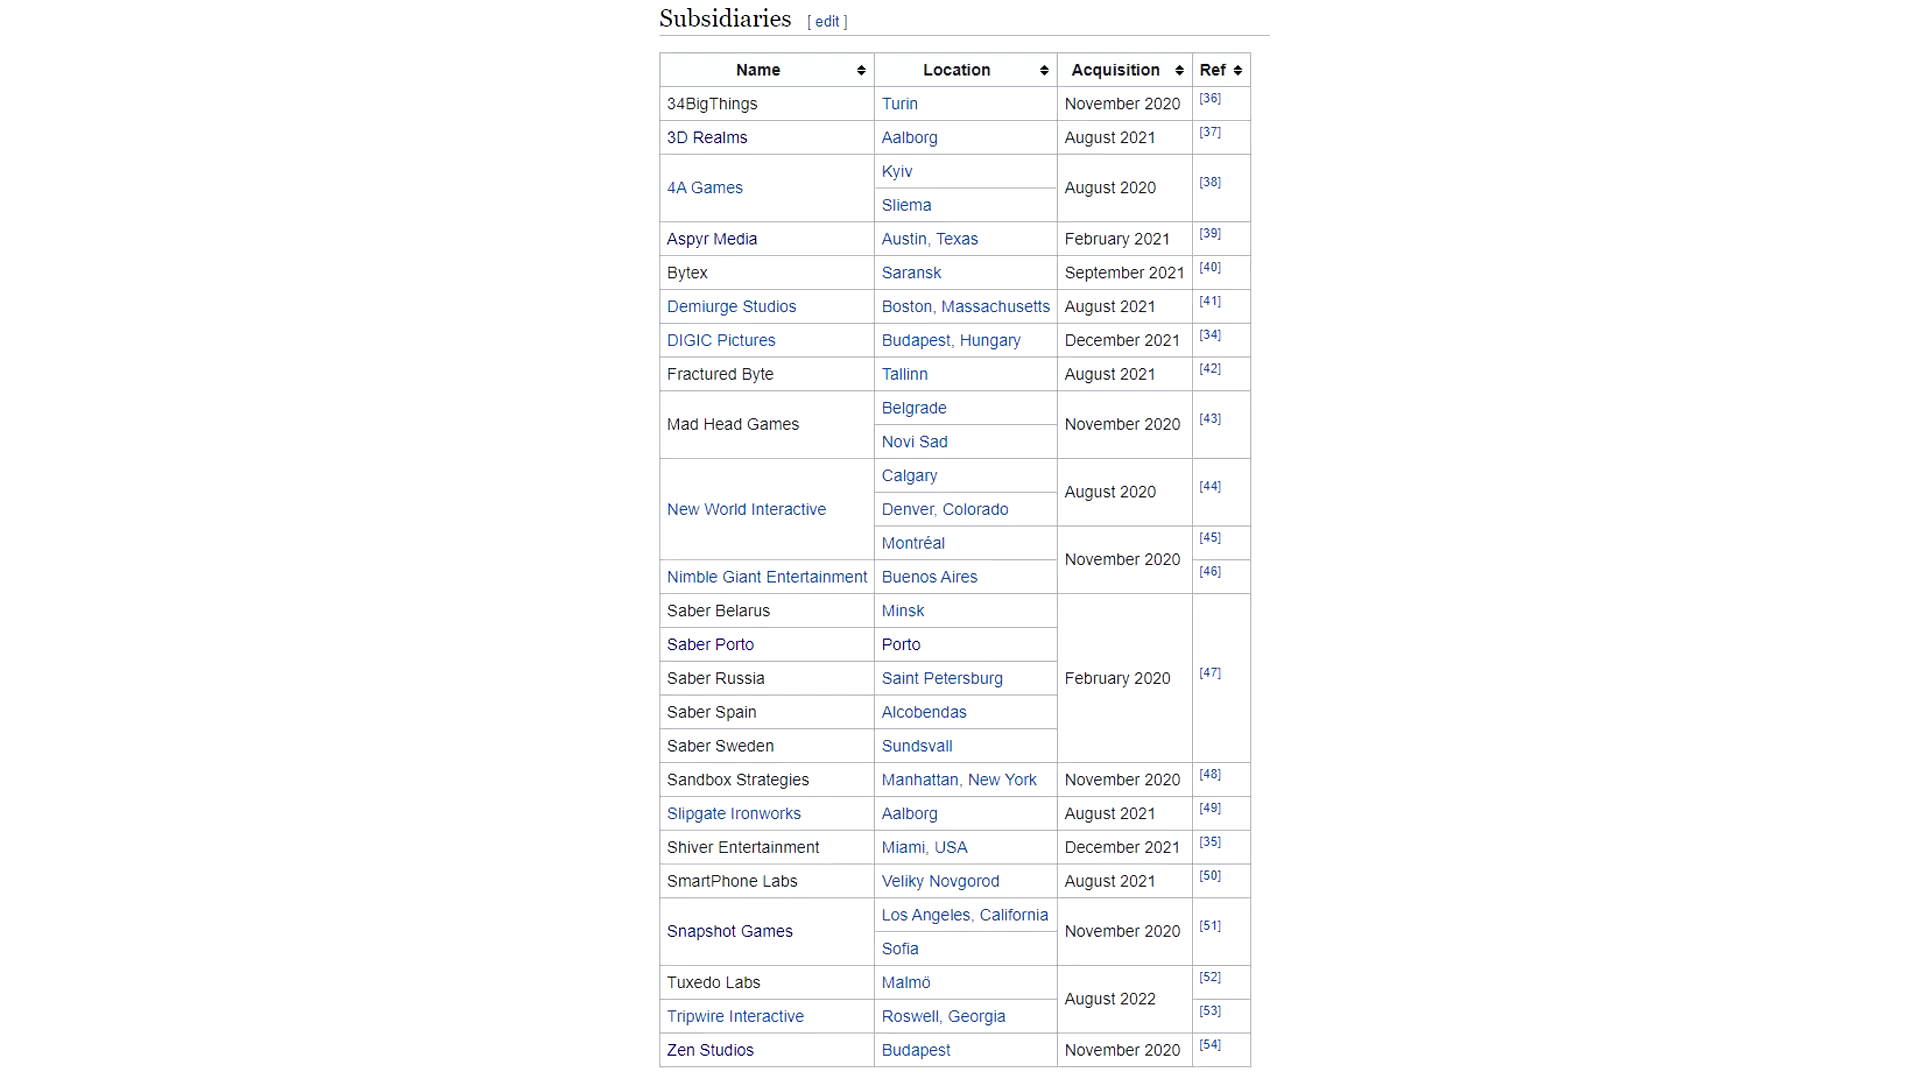 Subsidiaries [ edit ]
Name Location Acquisition Ref
34BigThings Turin November 2020 [36]
3D Realms Aalborg August 2021 [37]
4A Games Kyiv August 2020 [38]
Sliema
Aspyr Media Austin, Texas February 2021 [39]
Bytex Saransk September 2021 [40]
Demiurge Studios Boston, Massachusetts August 2021 [41]
DIGIC Pictures Budapest, Hungary December 2021 [34]
Fractured Byte Tallinn August 2021 [42]
Mad Head Games Belgrade November 2020 [43]
Novi Sad
New World Interactive Calgary August 2020 [44]
Denver, Colorado
Montréal November 2020 [45]
Nimble Giant Entertainment Buenos Aires [46]
Saber Belarus Minsk February 2020 [47]
Saber Porto Porto
Saber Russia Saint Petersburg
Saber Spain Alcobendas
Saber Sweden Sundsvall
Sandbox Strategies Manhattan, New York November 2020 [48]
Slipgate Ironworks Aalborg August 2021 [49]
Shiver Entertainment Miami, USA December 2021 [35]
SmartPhone Labs Veliky Novgorod August 2021 [50]
Snapshot Games Los Angeles, California November 2020 [51]
Sofia
Tuxedo Labs Malmö August 2022 [52]
Tripwire Interactive Roswell, Georgia [53]
Zen Studios Budapest November 2020 [54]